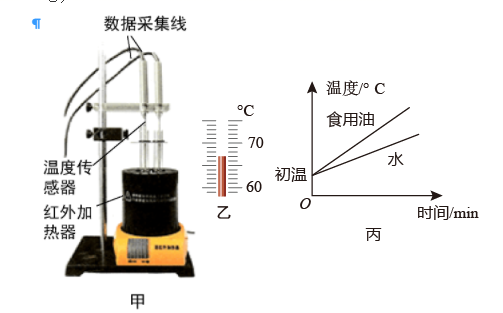 ¶
数据采集线
温度传
感器
红外加
热器
甲
°C
70
60
乙
温度/° C
食用油
水
初温
O
时间/min
丙